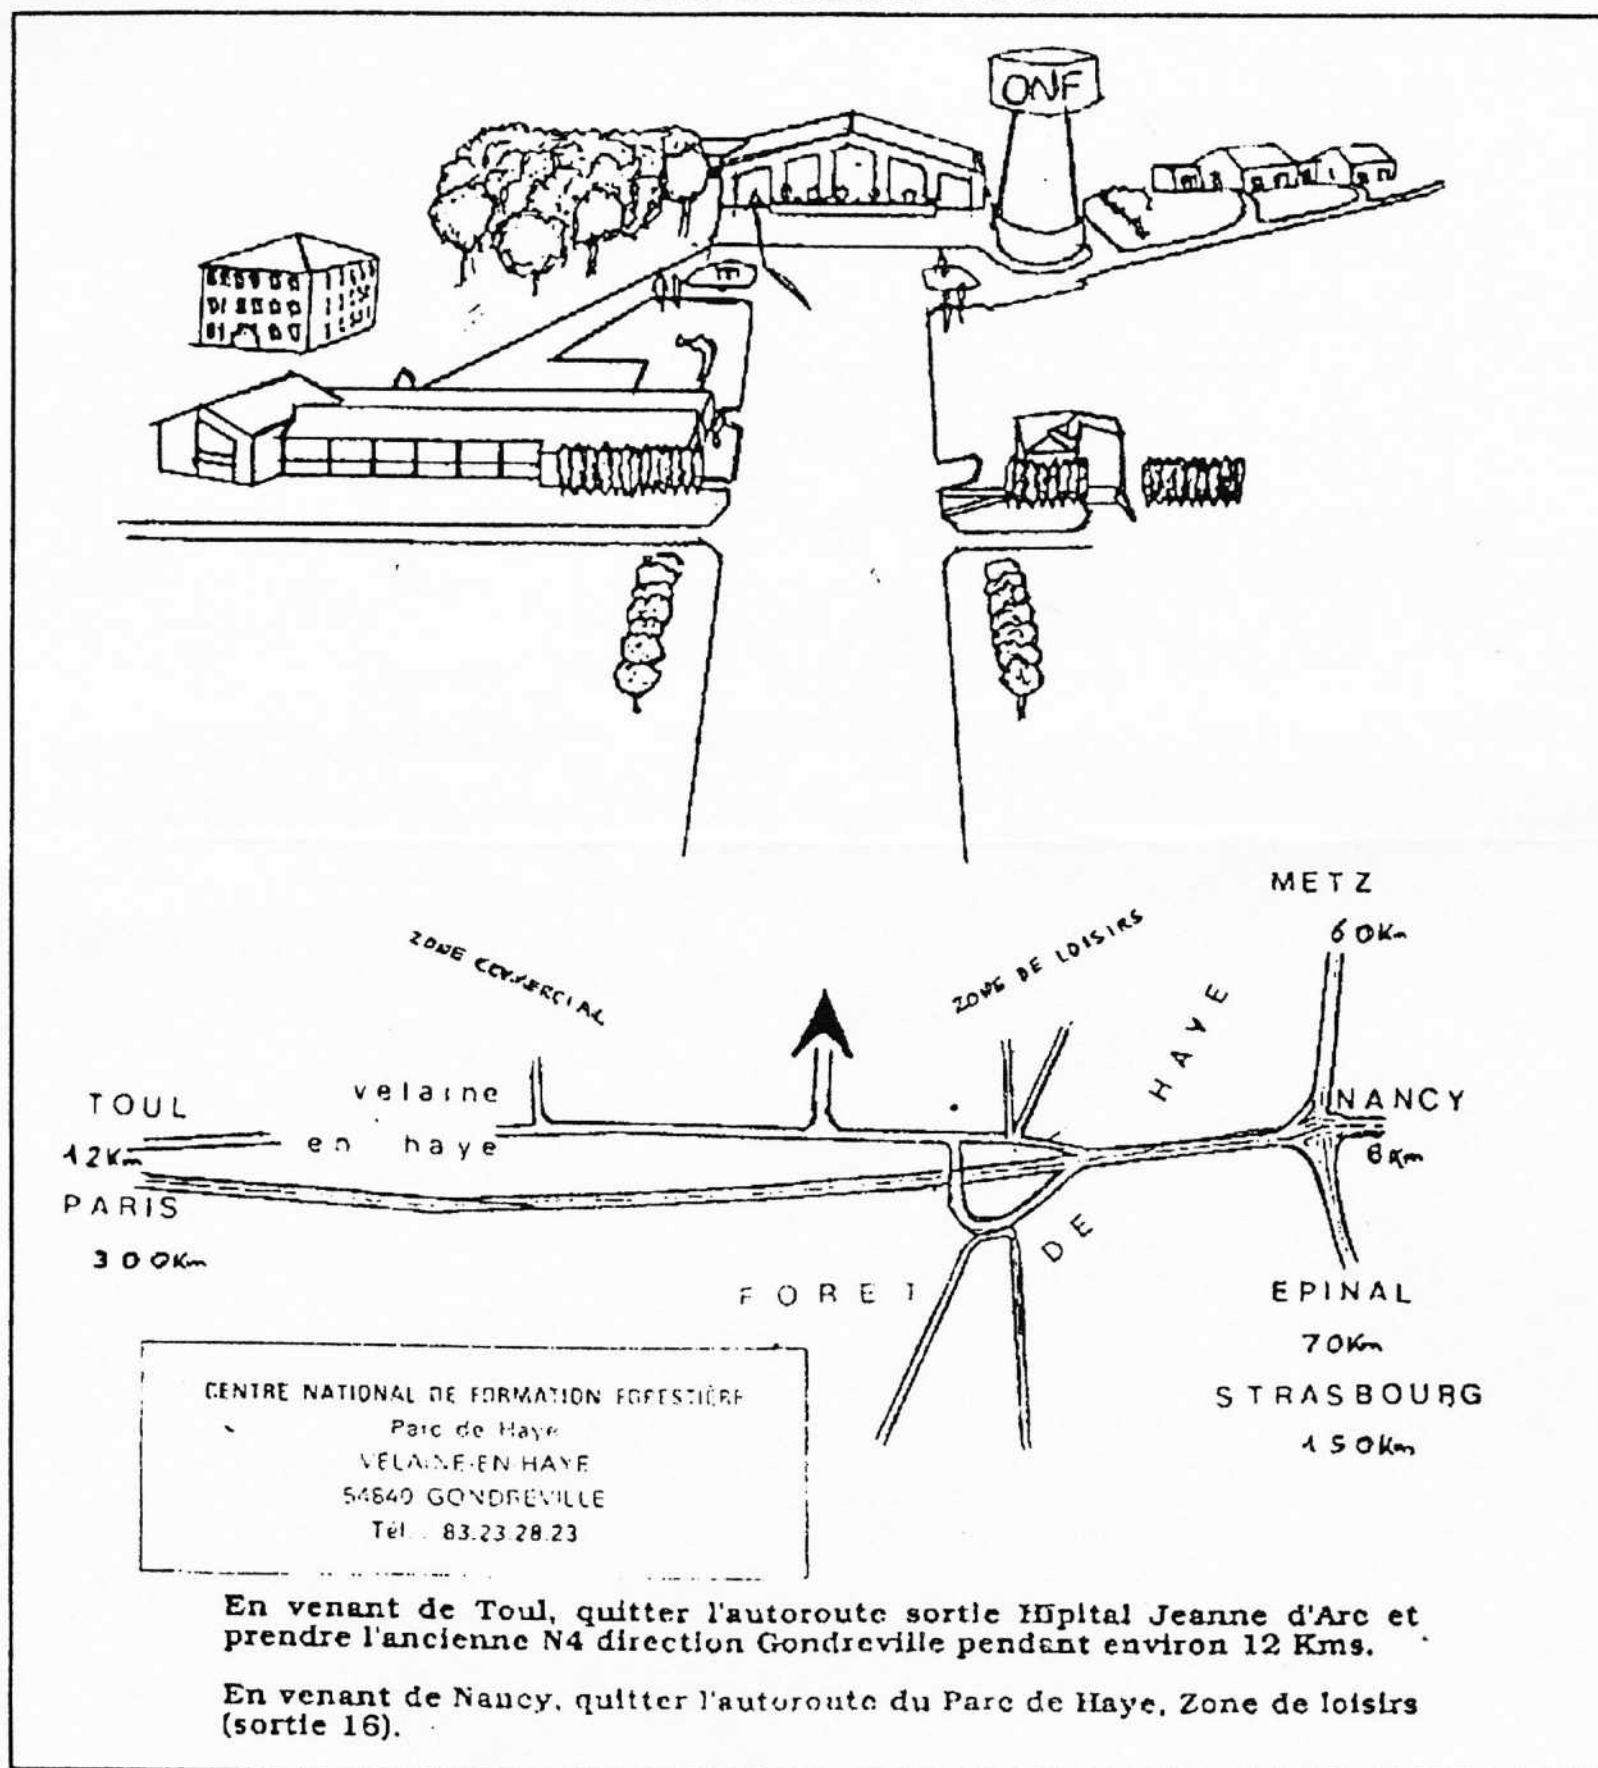 ONF
METZ
60Km
ZONE COMMERCIAL
ZONE DE LOISIRS
TOUL
12Km
velaine
en haye
NANCY
6Km
PARIS
300Km
FORET
DE
HAYE
EPINAL
70Km
STRASBOURG
150Km
CENTRE NATIONAL DE FORMATION FORESTIÈRE
Parc de Haye
VELAINE-EN-HAYE
54840 GONDREVILLE
Tél. : 83.23.28.23
En venant de Toul, quitter l'autoroute sortie Hîpital Jeanne d'Arc et
prendre l'ancienne N4 direction Gondreville pendant environ 12 Kms.
En venant de Nancy, quitter l'autoroute du Parc de Haye, Zone de loisirs
(sortie 16).